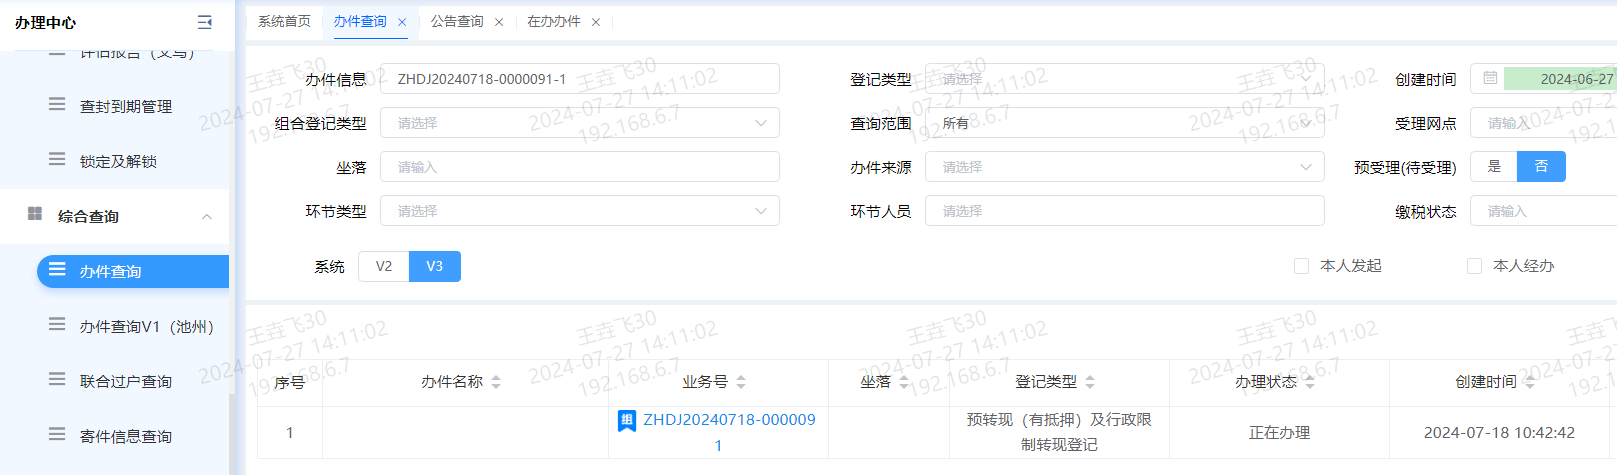 办理中心
系统首页 办件查询 公告查询 在办办件
评估报告（义乌）
查封到期管理
锁定及解锁
综合查询
办件查询
办件查询V1（池州）
联合过户查询
寄件信息查询
办件信息 ZHDJ20240718-0000091-1 登记类型 请选择 创建时间 2024-06-27
组合登记类型 请选择 查询范围 所有 受理网点 请输入
坐落 请输入 办件来源 请选择 预受理(待受理) 是 否
环节类型 请选择 环节人员 请选择 缴税状态 请输入
系统 V2 V3 本人发起 本人经办
序号 办件名称 业务号 坐落 登记类型 办理状态 创建时间
1 组 ZHDJ20240718-000009 预转现（有抵押）及行政限 正在办理 2024-07-18 10:42:42
1 制转现登记
王垚飞30
2024-07-27 14:11:02
192.168.6.7